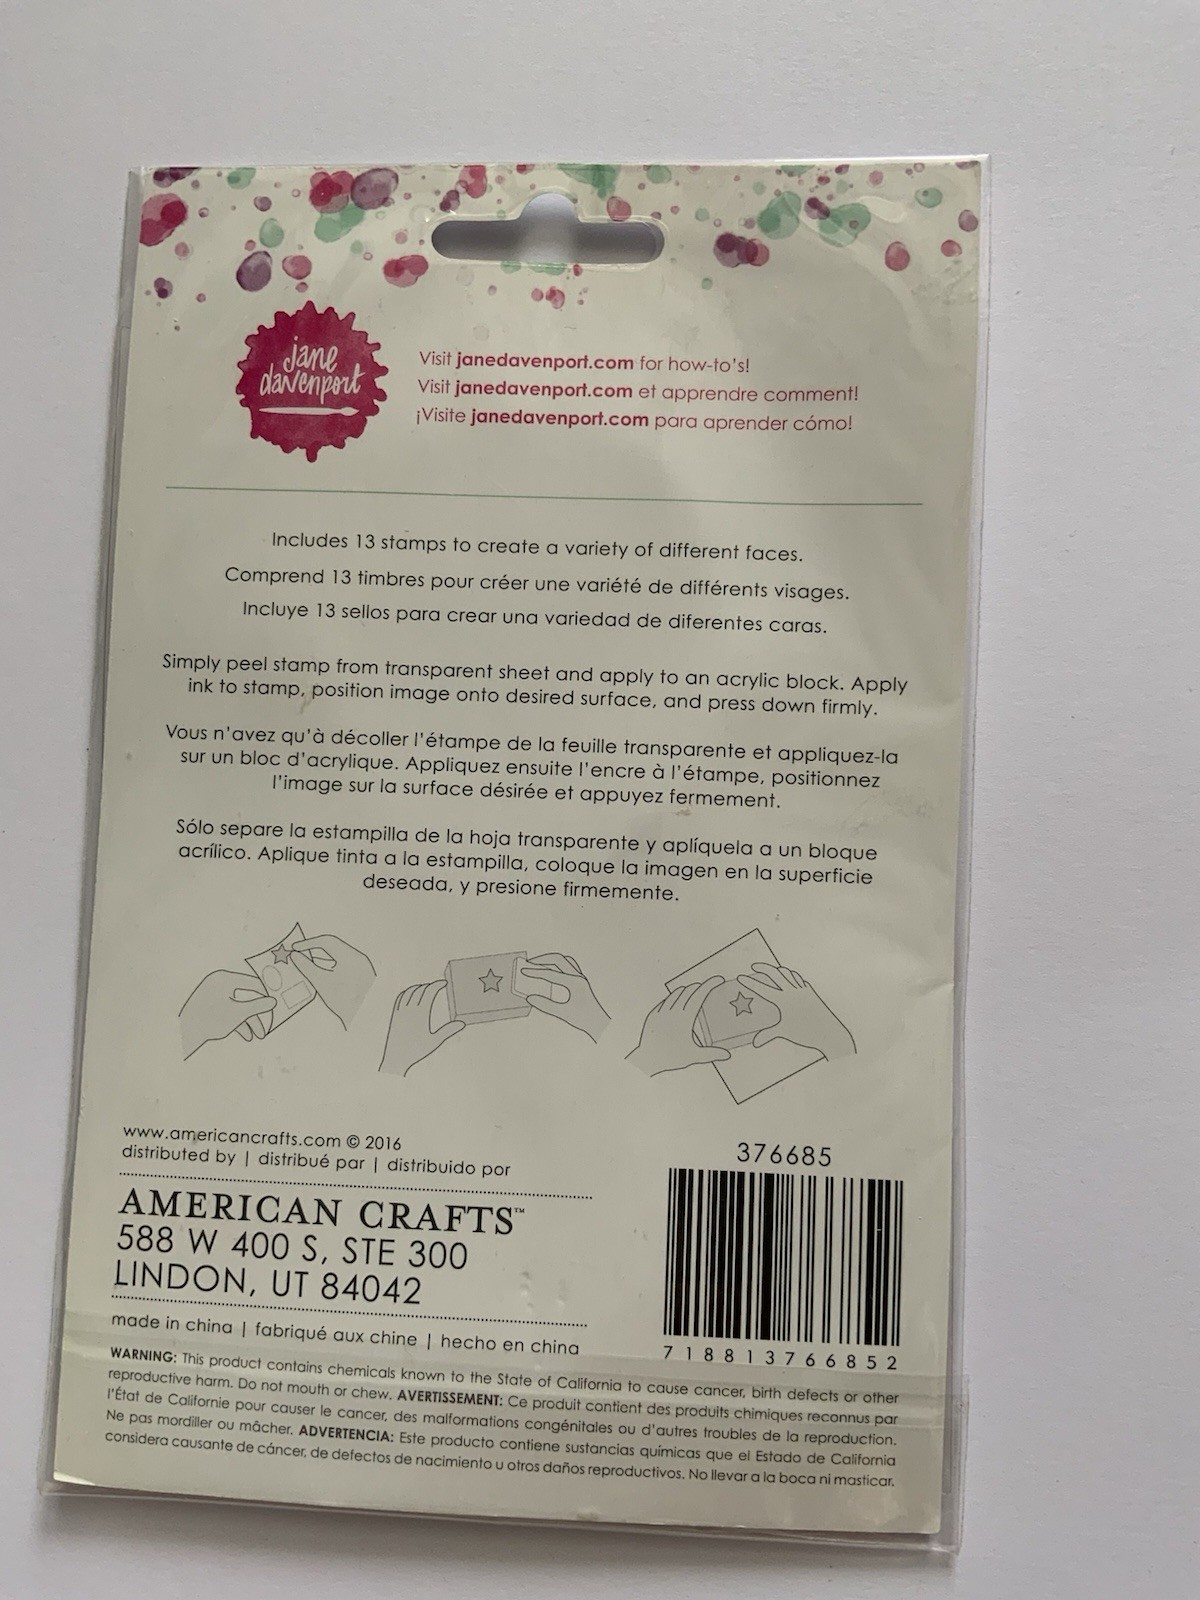 jane
davenport
Visit janedavenport.com for how-to's!
Visit janedavenport.com et apprendre comment!
¡Visite janedavenport.com para aprender cómo!
Includes 13 stamps to create a variety of different faces.
Comprend 13 timbres pour créer une variété de différents visages.
Incluye 13 sellos para crear una variedad de diferentes caras.
Simply peel stamp from transparent sheet and apply to an acrylic block. Apply
ink to stamp, position image onto desired surface, and press down firmly.
Vous n'avez qu'à décoller l'étampe de la feuille transparente et appliquez-la
sur un bloc d'acrylique. Appliquez ensuite l'encre à l'étampe, positionnez
l'image sur la surface désirée et appuyez fermement.
Sólo separe la estampilla de la hoja transparente y aplíquela a un bloque
acrílico. Aplique tinta a la estampilla, coloque la imagen en la superficie
deseada, y presione firmemente.
www.americancrafts.com © 2016
distributed by | distribué par | distribuido por
AMERICAN CRAFTS™
588 W 400 S, STE 300
LINDON, UT 84042
made in china | fabriqué aux chine | hecho en china
376685
7 18813 76685 2
WARNING: This product contains chemicals known to the State of California to cause cancer, birth defects or other
reproductive harm. Do not mouth or chew. AVERTISSEMENT: Ce produit contient des produits chimiques reconnus par
l'État de Californie pour causer le cancer, des malformations congénitales ou d'autres troubles de la reproduction.
Ne pas mordiller ou mâcher. ADVERTENCIA: Este producto contiene sustancias químicas que el Estado de California
considera causante de cáncer, de defectos de nacimiento u otros daños reproductivos. No llevar a la boca ni masticar.